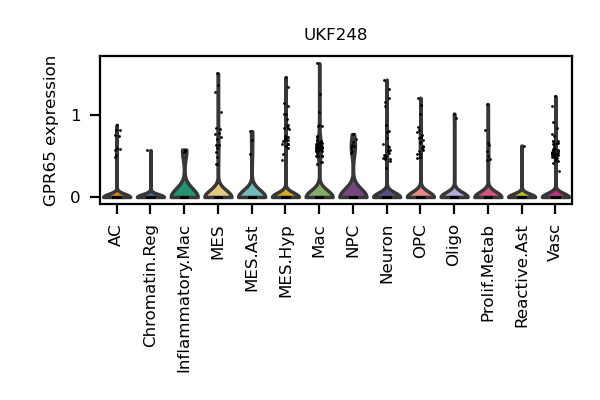 UKF248
GPR65 expression
1
0
AC
Chromatin.Reg
Inflammatory.Mac
MES
MES.Ast
MES.Hyp
Mac
NPC
Neuron
OPC
Oligo
Prolif.Metab
Reactive.Ast
Vasc